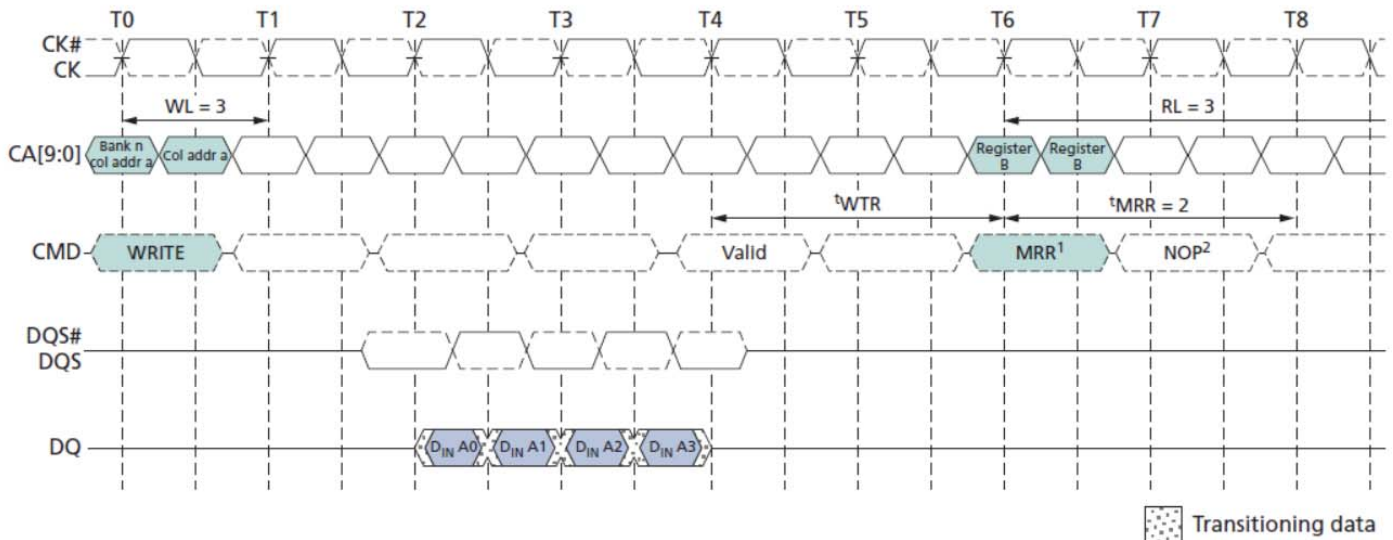 T0 T1 T2 T3 T4 T5 T6 T7 T8
CK#
CK
WL = 3 RL = 3
CA[9:0] Bank n col addr a Col addr a Register B Register B
tWTR tMRR = 2
CMD WRITE Valid MRR1 NOP2
DQS#
DQS
DQ DIN A0 DIN A1 DIN A2 DIN A3
Transitioning data